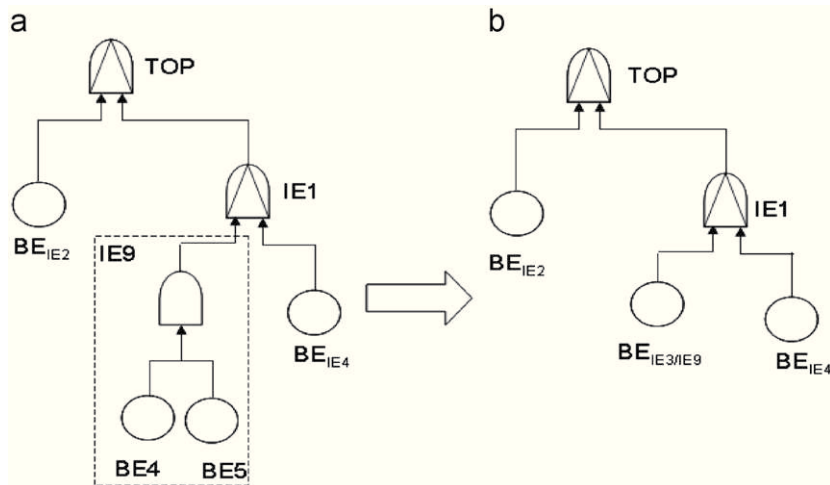 a
TOP
IE1
BE_IE2
IE9
BE_IE4
BE4
BE5
b
TOP
IE1
BE_IE2
BE_IE3/IE9
BE_IE4